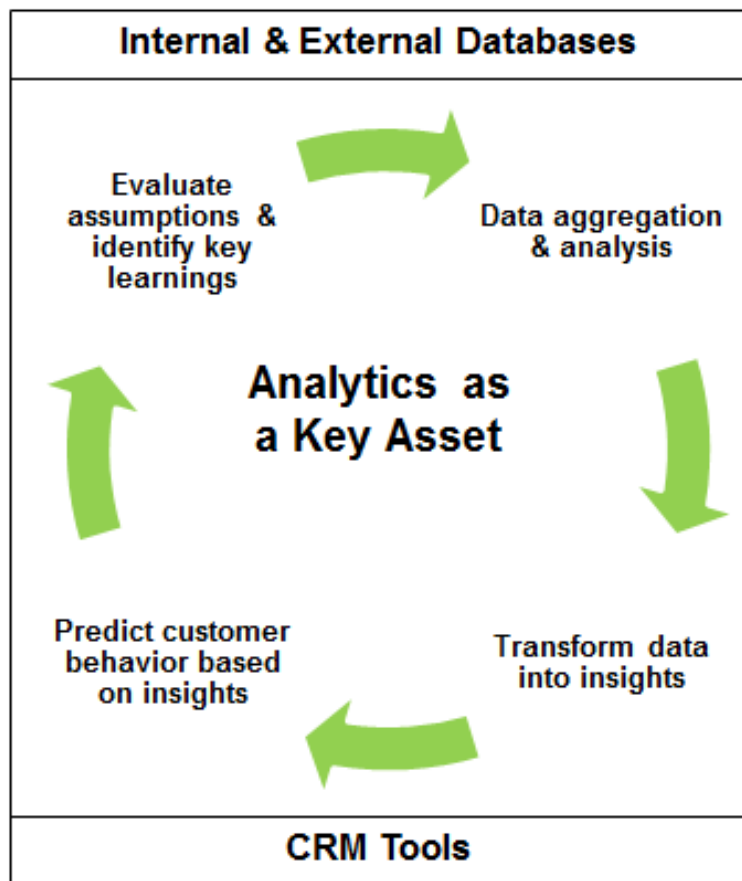 Internal & External Databases
Evaluate
assumptions &
identify key
learnings
Data aggregation
& analysis
Analytics as
a Key Asset
Predict customer
behavior based
on insights
Transform data
into insights
CRM Tools